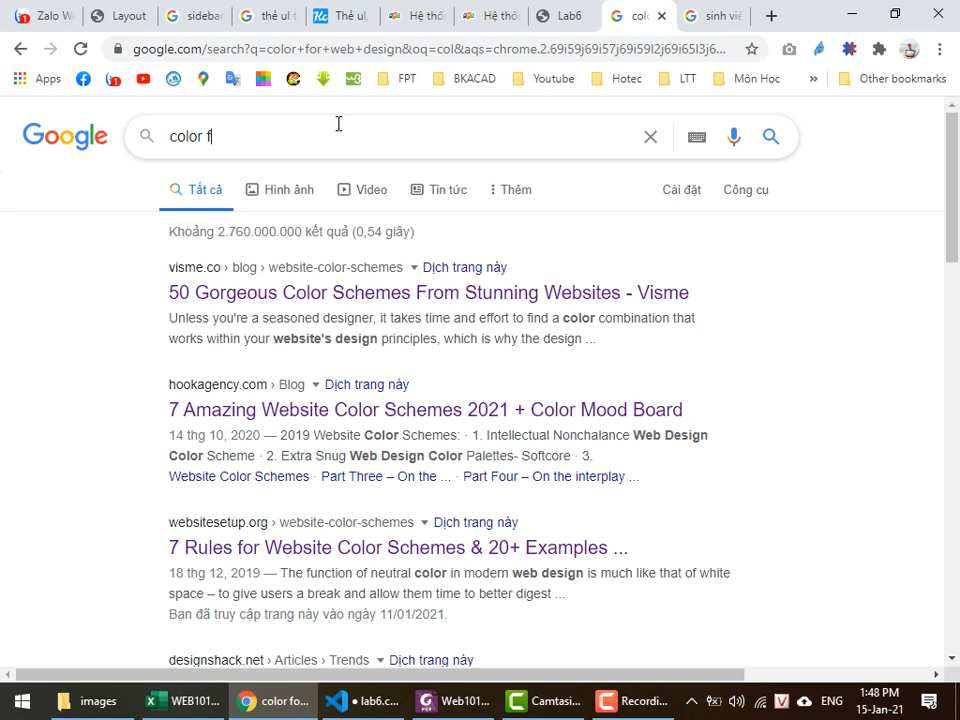 Zalo W
Layout
sideba
thẻ ul t
Thẻ ul,
Hệ thố
Hệ thố
Lab6
colo
sinh viê
google.com/search?q=color+for+web+design&oq=col&aqs=chrome.2.69i59j69i57j69i59l2j69i65l3j6...
Apps
FPT
BKACAD
Youtube
Hotec
LTT
Môn Học
»
Other bookmarks
Google
color f
Tất cả
Hình ảnh
Video
Tin tức
Thêm
Cài đặt
Công cụ
Khoảng 2.760.000.000 kết quả (0,54 giây)
visme.co › blog › website-color-schemes ▾ Dịch trang này
50 Gorgeous Color Schemes From Stunning Websites - Visme
Unless you're a seasoned designer, it takes time and effort to find a color combination that
works within your website's design principles, which is why the design ...
hookagency.com › Blog ▾ Dịch trang này
7 Amazing Website Color Schemes 2021 + Color Mood Board
14 thg 10, 2020 — 2019 Website Color Schemes: · 1. Intellectual Nonchalance Web Design
Color Scheme · 2. Extra Snug Web Design Color Palettes- Softcore · 3.
Website Color Schemes · Part Three – On the ... · Part Four – On the interplay ...
websitesetup.org › website-color-schemes ▾ Dịch trang này
7 Rules for Website Color Schemes & 20+ Examples ...
18 thg 12, 2019 — The function of neutral color in modern web design is much like that of white
space – to give users a break and allow them time to better digest ...
Bạn đã truy cập trang này vào ngày 11/01/2021.
designshack.net › Articles › Trends ▾ Dịch trang này
images
WEB101...
color fo...
● lab6.c...
Web101...
Camtasi...
Recordi...
ENG
1:48 PM
15-Jan-21